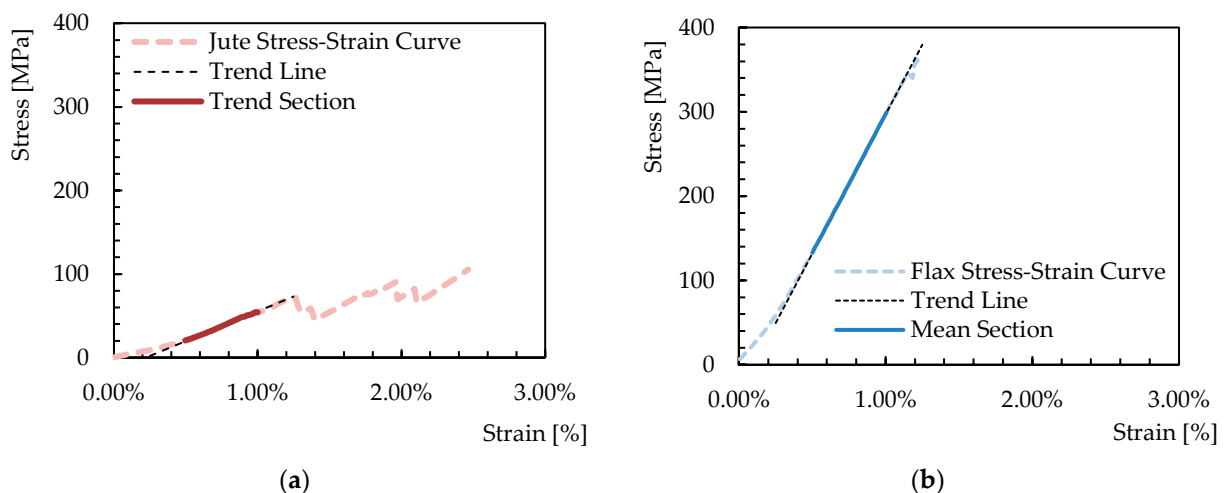 Stress [MPa]
400
300
200
100
0
Jute Stress-Strain Curve
Trend Line
Trend Section
0.00%
1.00%
2.00%
3.00%
Strain [%]
(a)
Stress [MPa]
400
300
200
100
0
Flax Stress-Strain Curve
Trend Line
Mean Section
0.00%
1.00%
2.00%
3.00%
Strain [%]
(b)